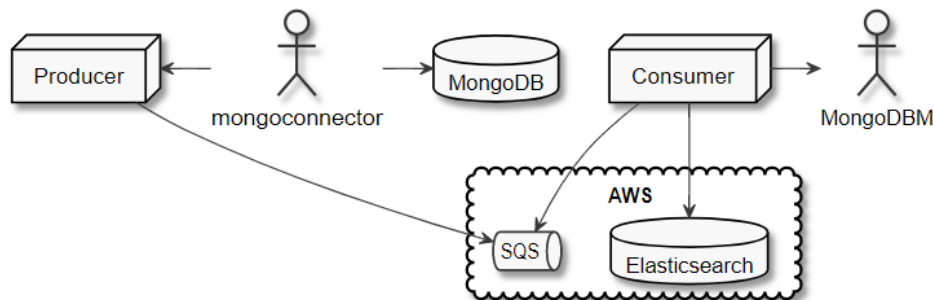 Producer
mongoconnector
MongoDB
Consumer
MongoDBM
AWS
SQS
Elasticsearch